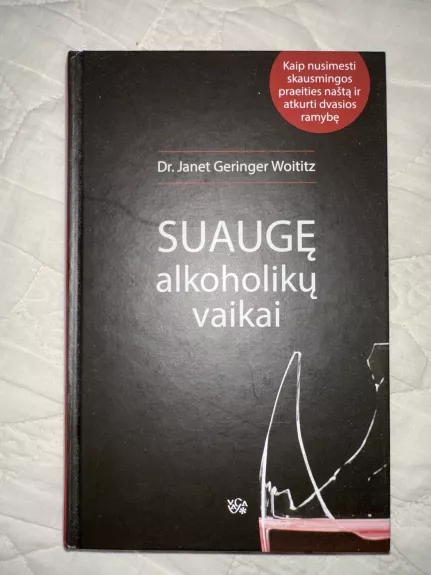 Kaip nusimesti
skausmingos
praeities naštą ir
atkurti dvasios
ramybę
Dr. Janet Geringer Woititz
SUAUGĘ
alkoholikų
vaikai